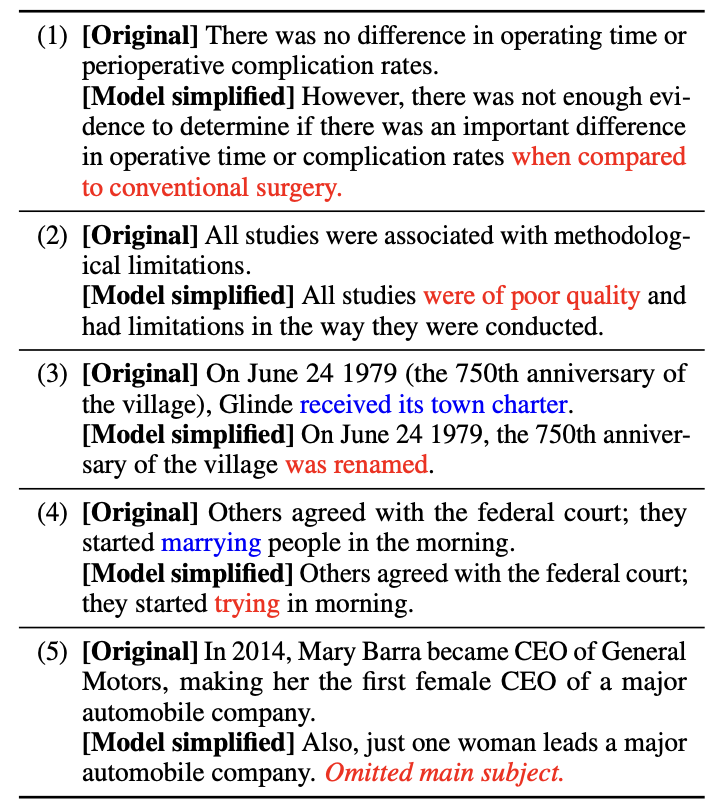 (1) [Original] There was no difference in operating time or
perioperative complication rates.
[Model simplified] However, there was not enough evi-
dence to determine if there was an important difference
in operative time or complication rates when compared
to conventional surgery.
(2) [Original] All studies were associated with methodolog-
ical limitations.
[Model simplified] All studies were of poor quality and
had limitations in the way they were conducted.
(3) [Original] On June 24 1979 (the 750th anniversary of
the village), Glinde received its town charter.
[Model simplified] On June 24 1979, the 750th anniver-
sary of the village was renamed.
(4) [Original] Others agreed with the federal court; they
started marrying people in the morning.
[Model simplified] Others agreed with the federal court;
they started trying in morning.
(5) [Original] In 2014, Mary Barra became CEO of General
Motors, making her the first female CEO of a major
automobile company.
[Model simplified] Also, just one woman leads a major
automobile company. Omitted main subject.